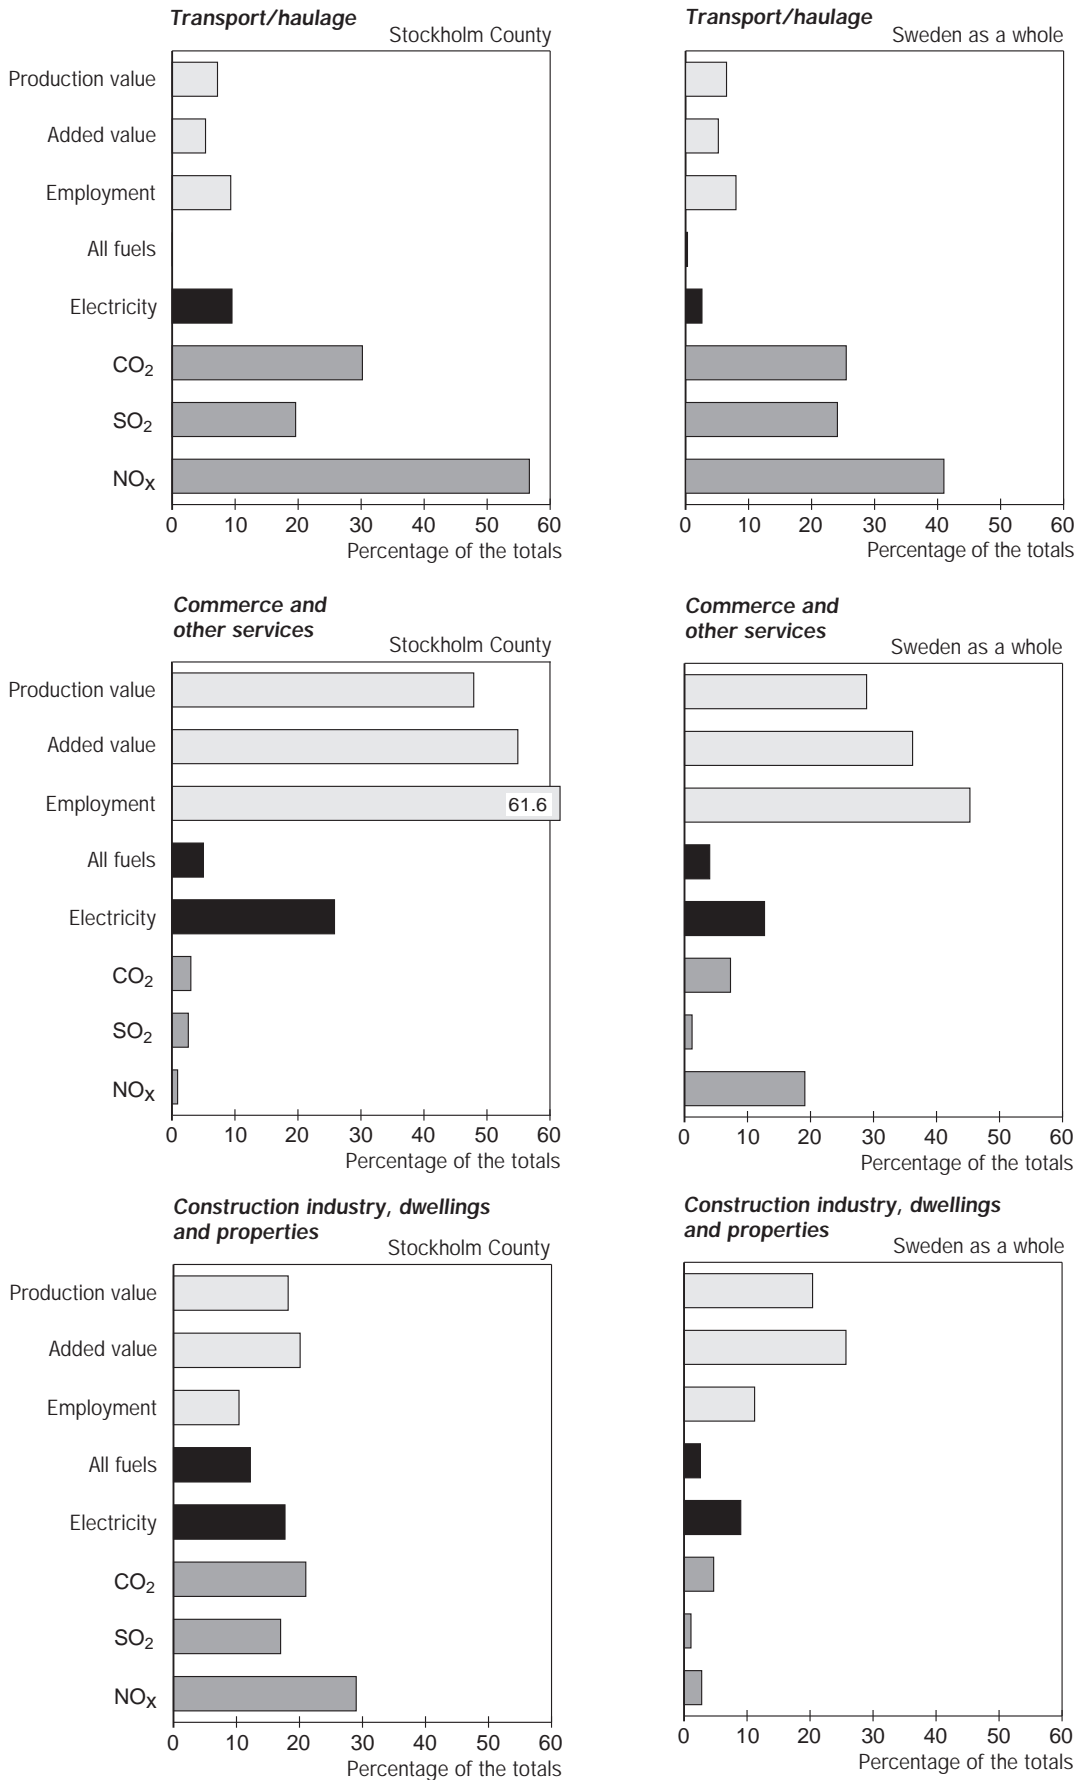 Transport/haulage
Stockholm County
Production value
Added value
Employment
All fuels
Electricity
CO2
SO2
NOx
0 10 20 30 40 50 60
Percentage of the totals
Transport/haulage
Sweden as a whole
0 10 20 30 40 50 60
Percentage of the totals
Commerce and
other services
Stockholm County
Production value
Added value
Employment
61.6
All fuels
Electricity
CO2
SO2
NOx
0 10 20 30 40 50 60
Percentage of the totals
Commerce and
other services
Sweden as a whole
0 10 20 30 40 50 60
Percentage of the totals
Construction industry, dwellings
and properties
Stockholm County
Production value
Added value
Employment
All fuels
Electricity
CO2
SO2
NOx
0 10 20 30 40 50 60
Percentage of the totals
Construction industry, dwellings
and properties
Sweden as a whole
0 10 20 30 40 50 60
Percentage of the totals